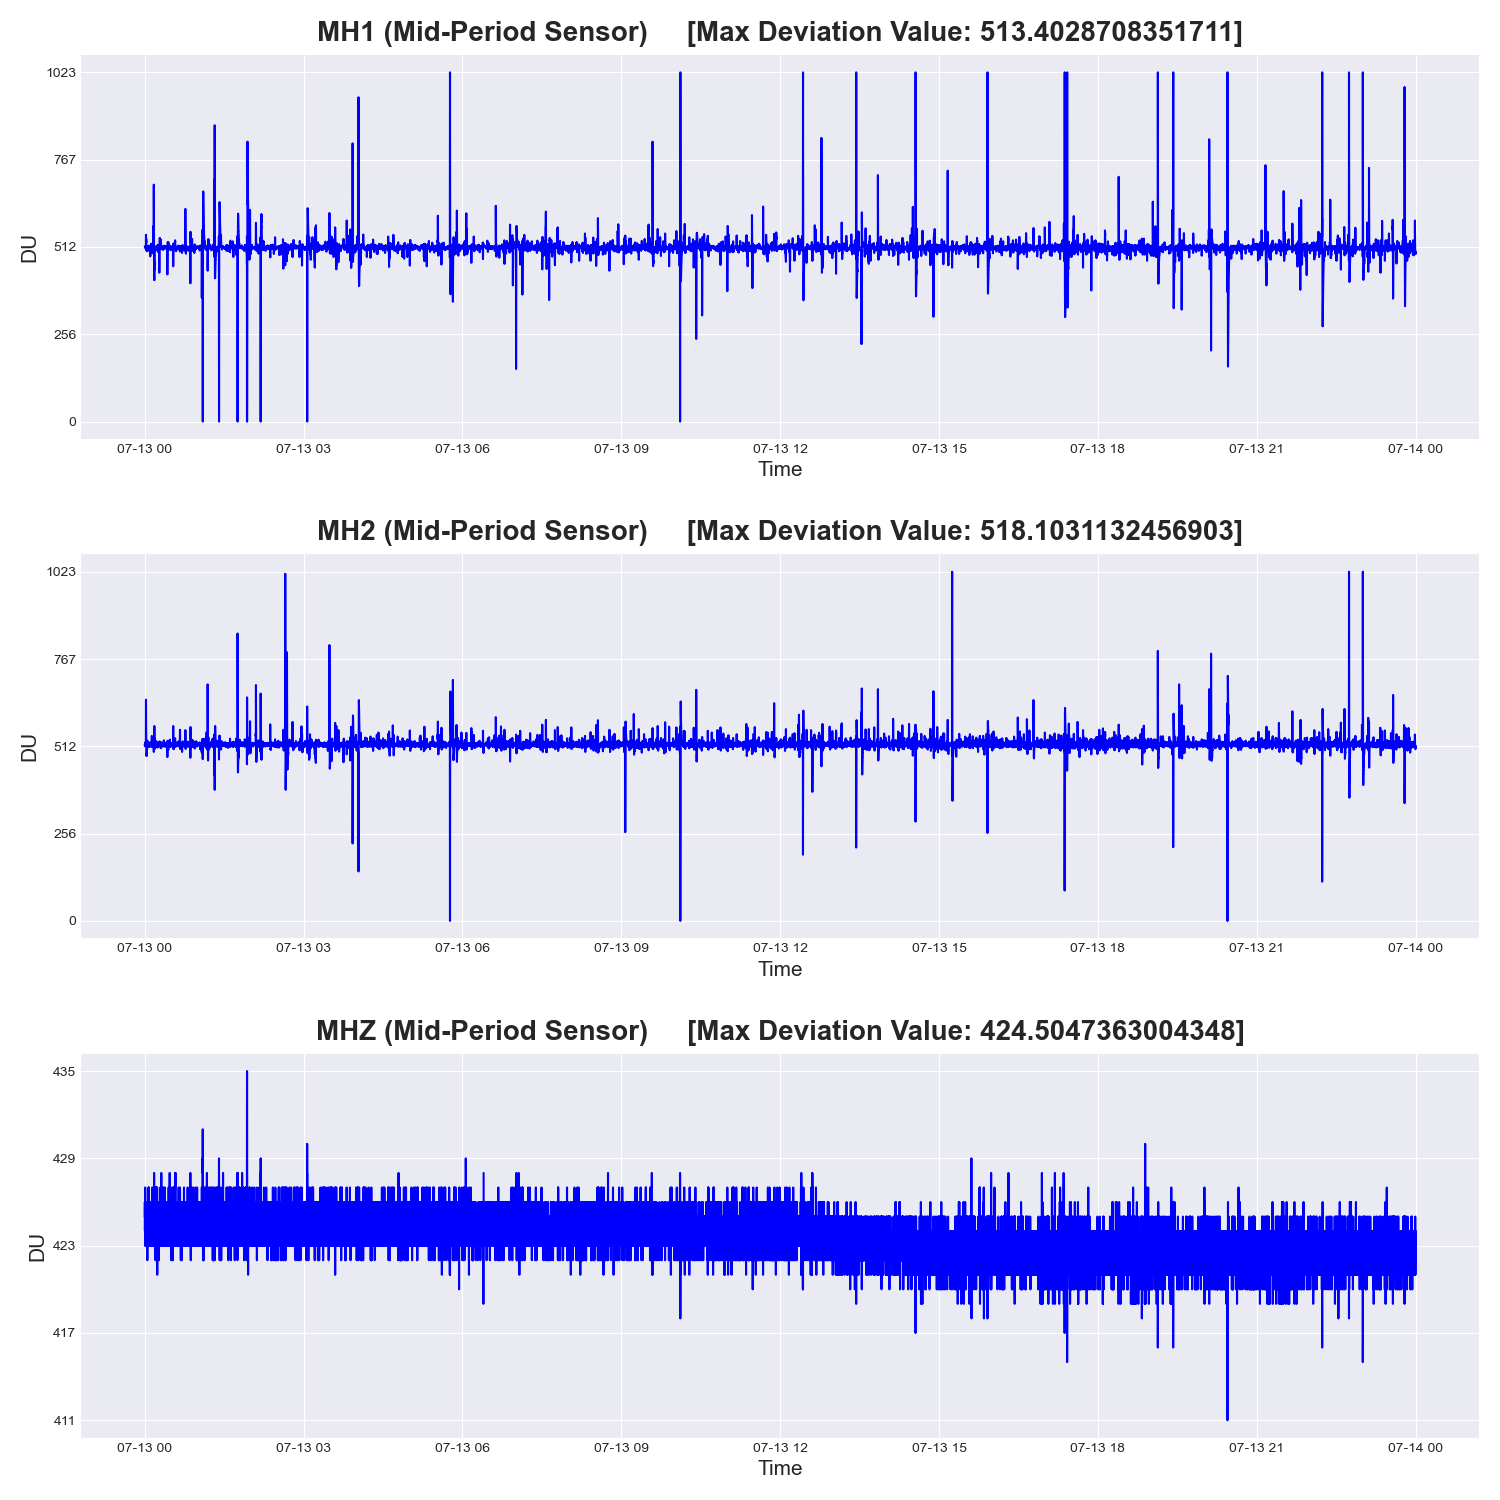 MH1 (Mid-Period Sensor) [Max Deviation Value: 513.4028708351711]
1023
767
512
256
0
DU
07-13 00 07-13 03 07-13 06 07-13 09 07-13 12 07-13 15 07-13 18 07-13 21 07-14 00
Time
MH2 (Mid-Period Sensor) [Max Deviation Value: 518.1031132456903]
1023
767
512
256
0
DU
07-13 00 07-13 03 07-13 06 07-13 09 07-13 12 07-13 15 07-13 18 07-13 21 07-14 00
Time
MHZ (Mid-Period Sensor) [Max Deviation Value: 424.5047363004348]
435
429
423
417
411
DU
07-13 00 07-13 03 07-13 06 07-13 09 07-13 12 07-13 15 07-13 18 07-13 21 07-14 00
Time